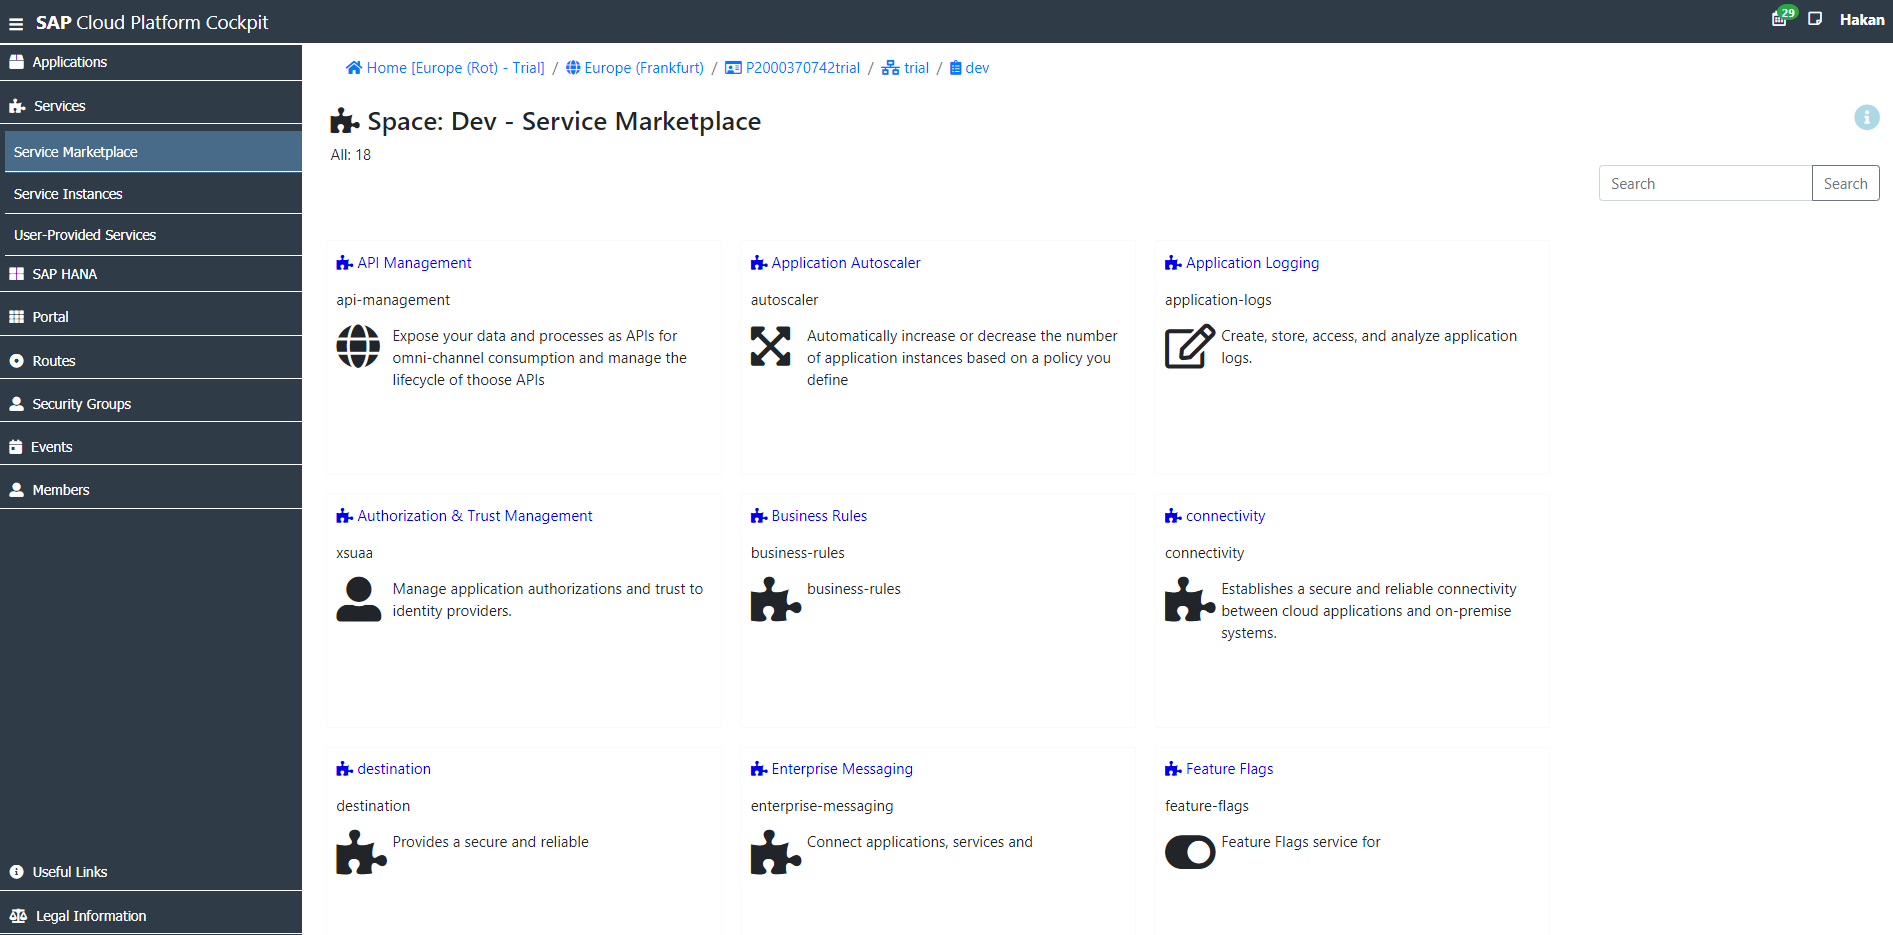 SAP Cloud Platform Cockpit
29
Hakan
Applications
Services
Service Marketplace
Service Instances
User-Provided Services
SAP HANA
Portal
Routes
Security Groups
Events
Members
Useful Links
Legal Information
Home [Europe (Rot) - Trial] / Europe (Frankfurt) / P2000370742trial / trial / dev
Space: Dev - Service Marketplace
All: 18
Search
Search
API Management
api-management
Expose your data and processes as APIs for
omni-channel consumption and manage the
lifecycle of thoose APIs
Application Autoscaler
autoscaler
Automatically increase or decrease the number
of application instances based on a policy you
define
Application Logging
application-logs
Create, store, access, and analyze application
logs.
Authorization & Trust Management
xsuaa
Manage application authorizations and trust to
identity providers.
Business Rules
business-rules
business-rules
connectivity
connectivity
Establishes a secure and reliable connectivity
between cloud applications and on-premise
systems.
destination
destination
Provides a secure and reliable
Enterprise Messaging
enterprise-messaging
Connect applications, services and
Feature Flags
feature-flags
Feature Flags service for